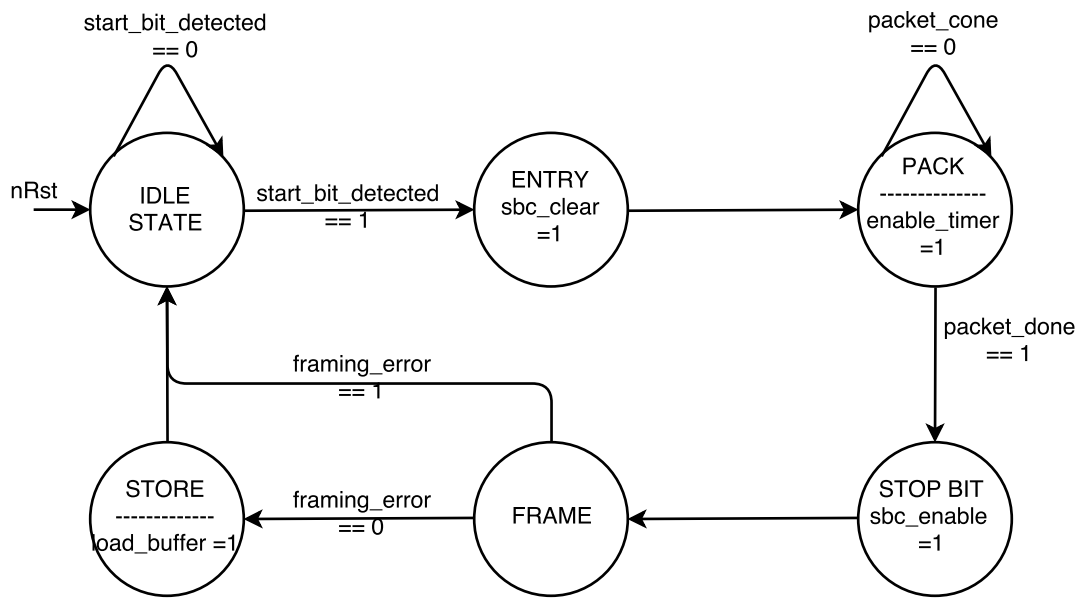 start_bit_detected
== 0
packet_cone
== 0
nRst
IDLE
STATE
start_bit_detected
== 1
ENTRY
sbc_clear
=1
PACK
---------------
enable_timer
=1
packet_done
== 1
framing_error
== 1
STORE
--------------
load_buffer =1
framing_error
== 0
FRAME
STOP BIT
sbc_enable
=1